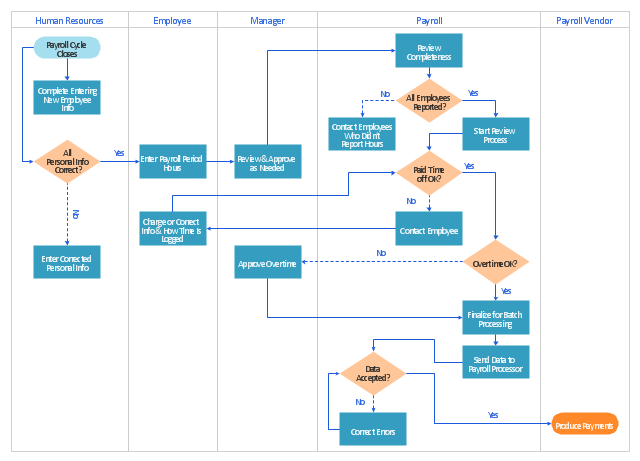 Human Resources
Employee
Manager
Payroll
Payroll Vendor
Payroll Cycle
Closes
Complete Entering
New Employee
Info
All
Personal Info
Correct?
Yes
No
Enter Corrected
Personal Info
Enter Payroll Period
Hours
Charge or Correct
Info & How Time Is
Logged
Review & Approve
as Needed
Approve Overtime
Review
Completeness
All Employees
Reported?
No
Yes
Contact Employees
Who Didn't
Report Hours
Start Review
Process
Paid Time
off OK?
Yes
No
Contact Employee
Overtime OK?
No
Yes
Finalize for Batch
Processing
Send Data to
Payroll Processor
Data
Accepted?
No
Yes
Correct Errors
Produce Payments